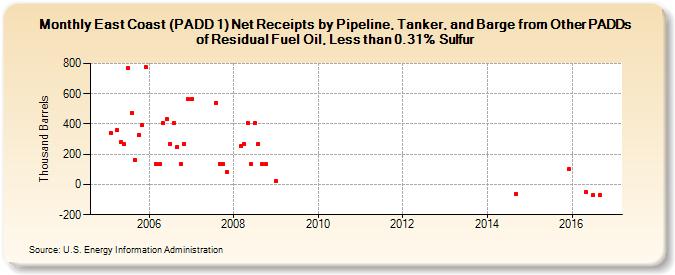 Monthly East Coast (PADD 1) Net Receipts by Pipeline, Tanker, and Barge from Other PADDs
of Residual Fuel Oil, Less than 0.31% Sulfur
Thousand Barrels
800
600
400
200
0
-200
2006 2008 2010 2012 2014 2016
Source: U.S. Energy Information Administration